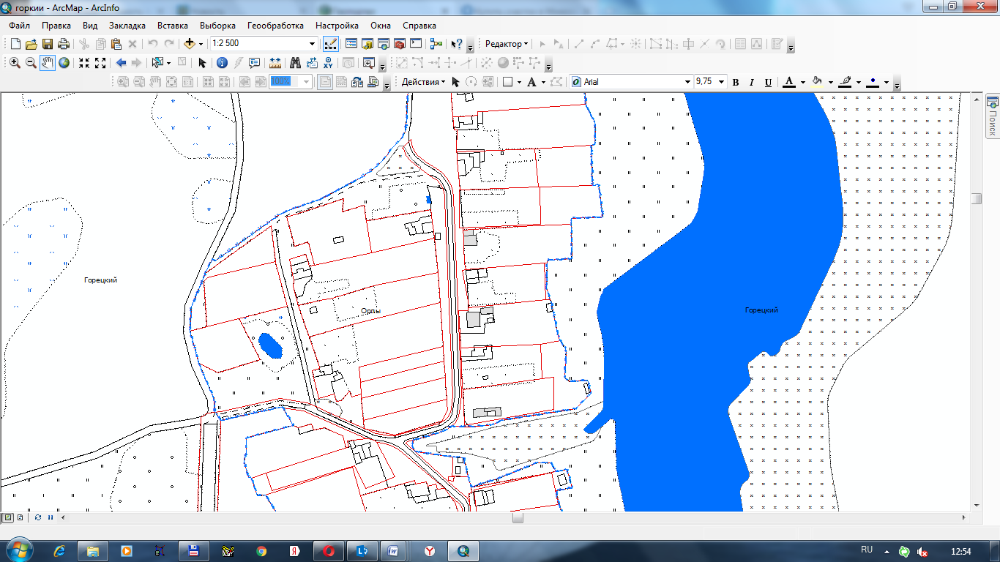 горкии - ArcMap - ArcInfo
Файл Правка Вид Закладка Вставка Выборка Геообработка Настройка Окна Справка
1:2 500
Редактор
100%
Действия
Arial
9,75
B I U A
Поиск
Горецкий
Орлы
Горецкий
RU
12:54